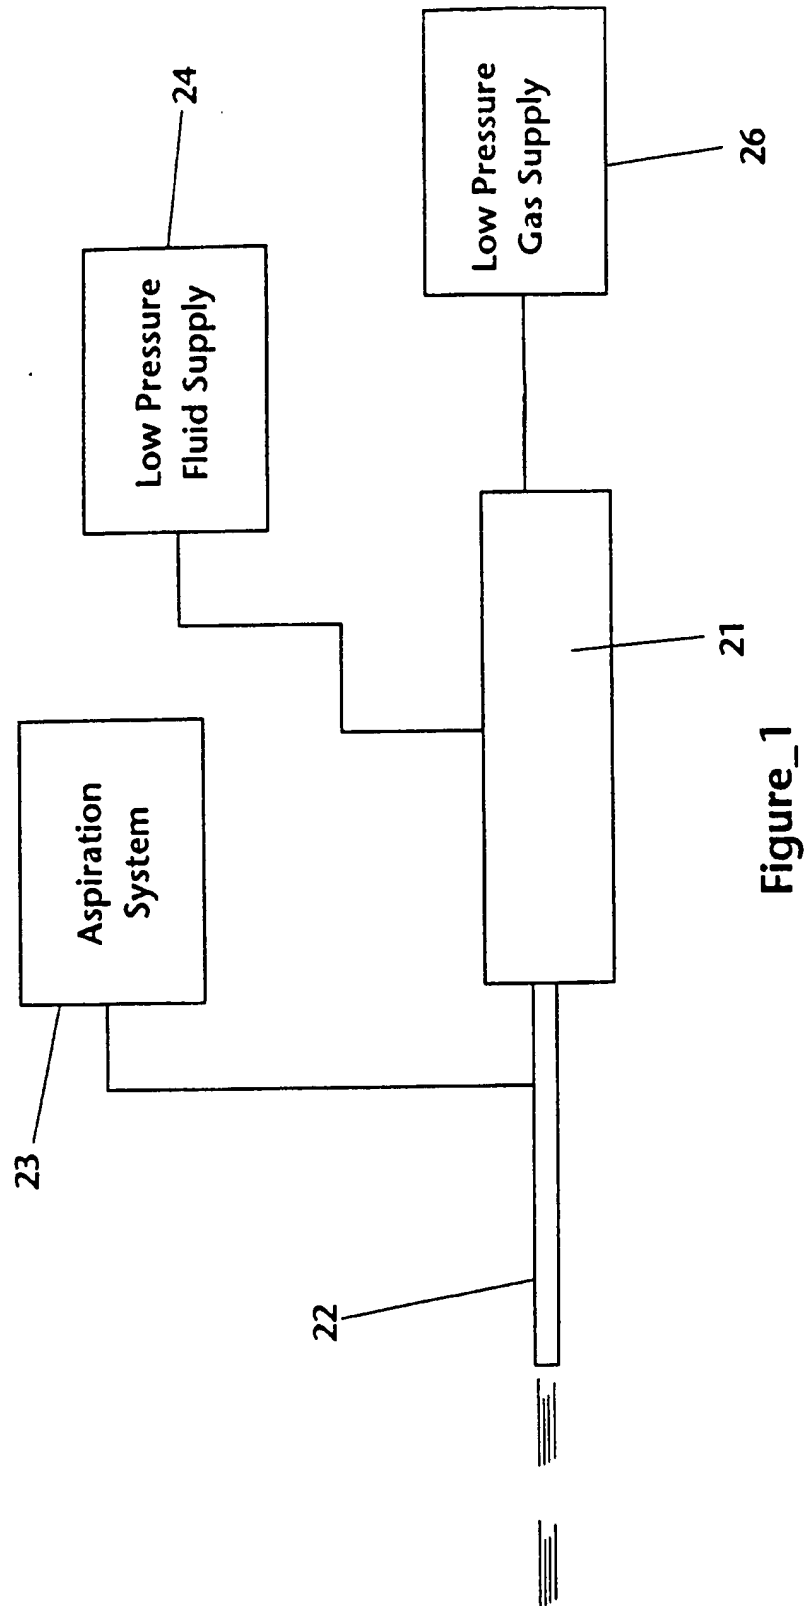 24
Low Pressure
Fluid Supply
Low Pressure
Gas Supply
26
Aspiration
System
23
21
22
Figure_1